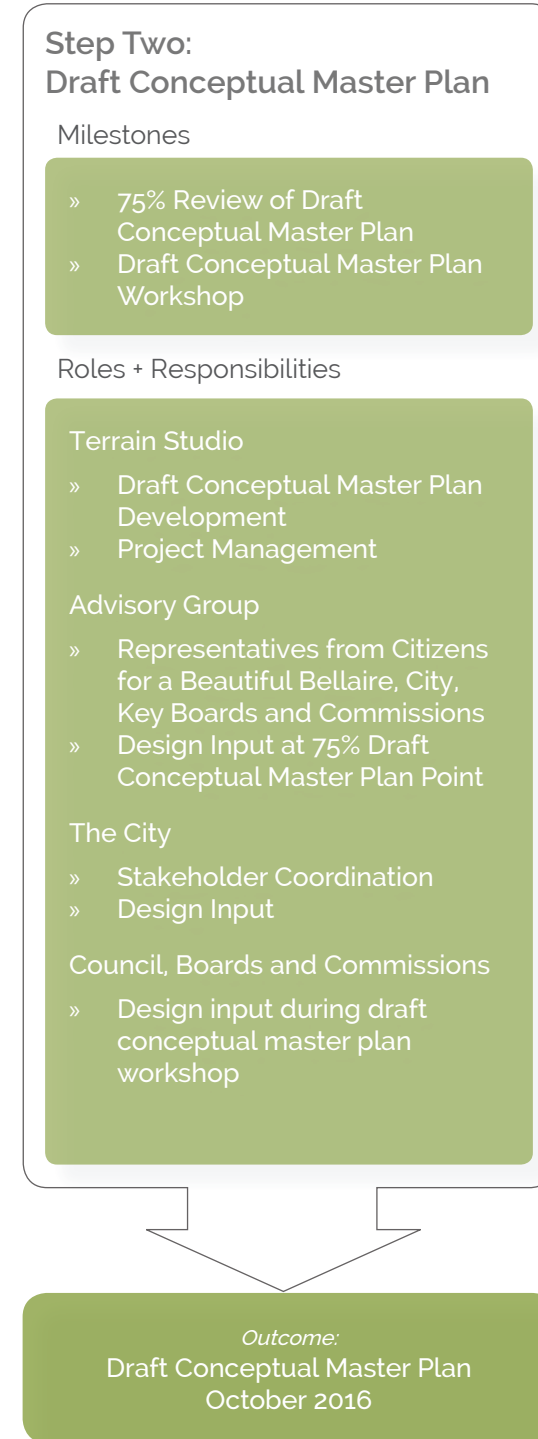 Step Two:
Draft Conceptual Master Plan
Milestones
» 75% Review of Draft
Conceptual Master Plan
» Draft Conceptual Master Plan
Workshop
Roles + Responsibilities
Terrain Studio
» Draft Conceptual Master Plan
Development
» Project Management
Advisory Group
» Representatives from Citizens
for a Beautiful Bellaire, City,
Key Boards and Commissions
» Design Input at 75% Draft
Conceptual Master Plan Point
The City
» Stakeholder Coordination
» Design Input
Council, Boards and Commissions
» Design input during draft
conceptual master plan
workshop
Outcome:
Draft Conceptual Master Plan
October 2016